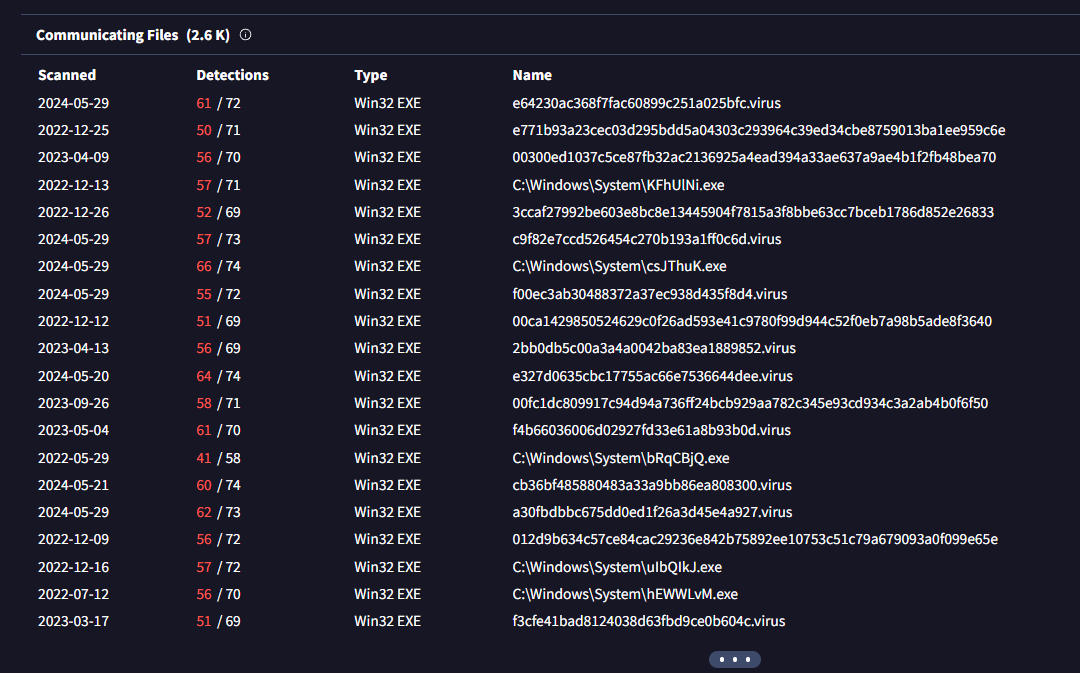 Communicating Files (2.6 K)
Scanned Detections Type Name
2024-05-29 61 / 72 Win32 EXE e64230ac368f7fac60899c251a025bfc.virus
2022-12-25 50 / 71 Win32 EXE e771b93a23cec03d295bdd5a04303c293964c39ed34cbe8759013ba1ee959c6e
2023-04-09 56 / 70 Win32 EXE 00300ed1037c5ce87fb32ac2136925a4ead394a33ae637a9ae4b1f2fb48bea70
2022-12-13 57 / 71 Win32 EXE C:\Windows\System\KFhUlNi.exe
2022-12-26 52 / 69 Win32 EXE 3ccaf27992be603e8bc8e13445904f7815a3f8bbe63cc7bceb1786d852e26833
2024-05-29 57 / 73 Win32 EXE c9f82e7ccd526454c270b193a1ff0c6d.virus
2024-05-29 66 / 74 Win32 EXE C:\Windows\System\csJThuK.exe
2024-05-29 55 / 72 Win32 EXE f00ec3ab30488372a37ec938d435f8d4.virus
2022-12-12 51 / 69 Win32 EXE 00ca1429850524629c0f26ad593e41c9780f99d944c52f0eb7a98b5ade8f3640
2023-04-13 56 / 69 Win32 EXE 2bb0db5c00a3a4a0042ba83ea1889852.virus
2024-05-20 64 / 74 Win32 EXE e327d0635cbc17755ac66e7536644dee.virus
2023-09-26 58 / 71 Win32 EXE 00fc1dc809917c94d94a736ff24bcb929aa782c345e93cd934c3a2ab4b0f6f50
2023-05-04 61 / 70 Win32 EXE f4b66036006d02927fd33e61a8b93b0d.virus
2022-05-29 41 / 58 Win32 EXE C:\Windows\System\bRqCBjQ.exe
2024-05-21 60 / 74 Win32 EXE cb36bf485880483a33a9bb86ea808300.virus
2024-05-29 62 / 73 Win32 EXE a30fbdbbc675dd0ed1f26a3d45e4a927.virus
2022-12-09 56 / 72 Win32 EXE 012d9b634c57ce84cac29236e842b75892ee10753c51c79a679093a0f099e65e
2022-12-16 57 / 72 Win32 EXE C:\Windows\System\uIbQIkJ.exe
2022-07-12 56 / 70 Win32 EXE C:\Windows\System\hEWWLvM.exe
2023-03-17 51 / 69 Win32 EXE f3cfe41bad8124038d63fbd9ce0b604c.virus